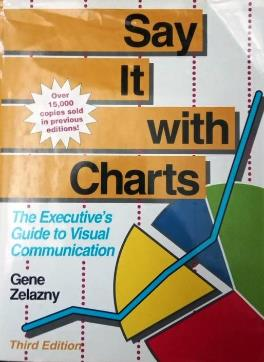 Say
It
with
Charts
Over
15,000
copies sold
in previous
editions!
The Executive's
Guide to Visual
Communication
Gene
Zelazny
Third Edition